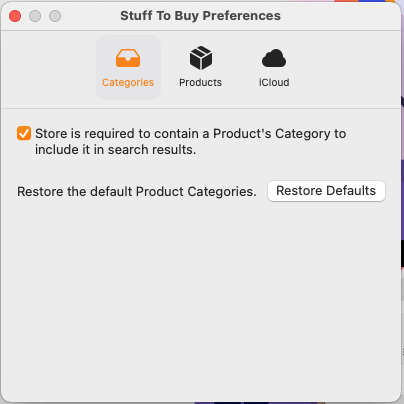 Stuff To Buy Preferences
Categories
Products
iCloud
Store is required to contain a Product's Category to
include it in search results.
Restore the default Product Categories.
Restore Defaults